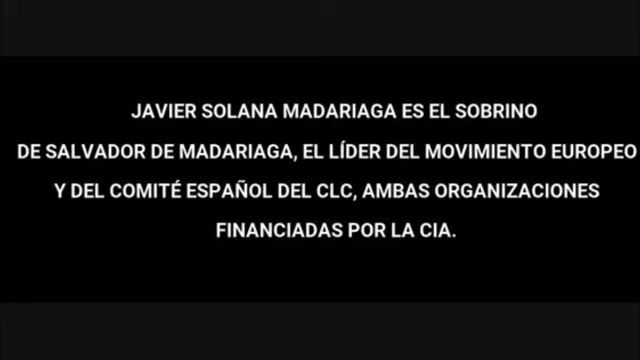 JAVIER SOLANA MADARIAGA ES EL SOBRINO
DE SALVADOR DE MADARIAGA, EL LÍDER DEL MOVIMIENTO EUROPEO
Y DEL COMITÉ ESPAÑOL DEL CLC, AMBAS ORGANIZACIONES
FINANCIADAS POR LA CIA.